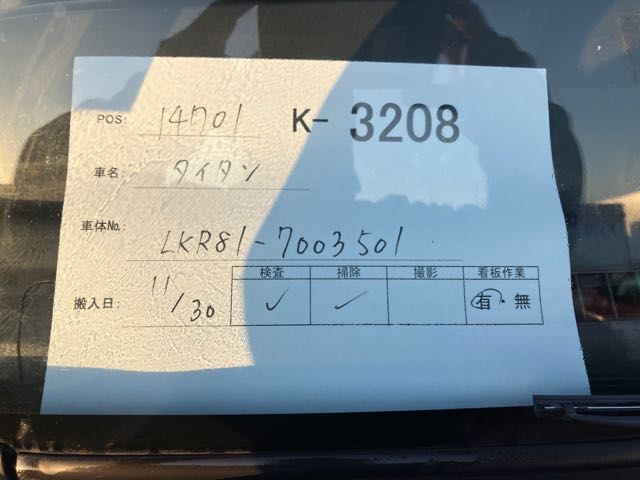 POS: 14701 K-3208
車名: タイタン
車体No.: LKR81-7003501
検査 掃除 撮影 看板作業
搬入日: 11/30 ✓ ✓ 有・無